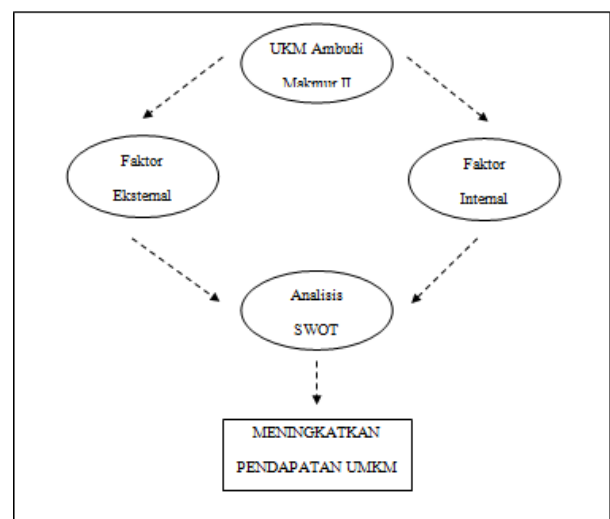 UKM Ambudi
Makmur II
Faktor
Eksternal
Faktor
Internal
Analisis
SWOT
MENINGKATKAN
PENDAPATAN UMKM